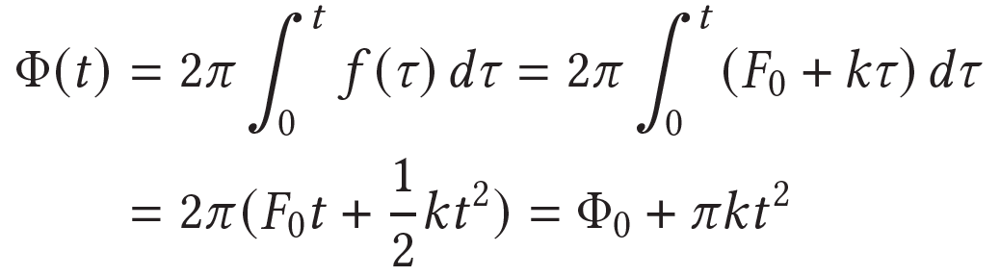 Φ(t) = 2π ∫₀ᵗ f(τ) dτ = 2π ∫₀ᵗ (F₀ + kτ) dτ
= 2π(F₀t + ½kt²) = Φ₀ + πkt²